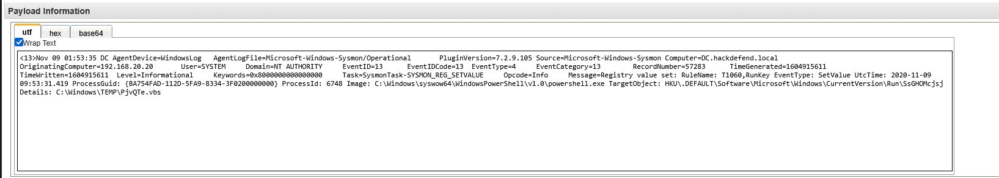 Payload Information
utf hex base64
Wrap Text
<13>Nov 09 01:53:35 DC AgentDevice=WindowsLog AgentLogFile=Microsoft-Windows-Sysmon/Operational PluginVersion=7.2.9.105 Source=Microsoft-Windows-Sysmon Computer=DC.hackdefend.local
OriginatingComputer=192.168.20.20 User=SYSTEM Domain=NT AUTHORITY EventID=13 EventIDCode=13 EventType=4 EventCategory=13 RecordNumber=57283 TimeGenerated=1604915611
TimeWritten=1604915611 Level=Informational Keywords=0x8000000000000000 Task=SysmonTask-SYSMON_REG_SETVALUE Opcode=Info Message=Registry value set: RuleName: T1060,RunKey EventType: SetValue UtcTime: 2020-11-09
09:53:31.419 ProcessGuid: {BA754FAD-112D-5FA9-8334-3F0200000000} ProcessId: 6748 Image: C:\Windows\syswow64\WindowsPowerShell\v1.0\powershell.exe TargetObject: HKU\.DEFAULT\Software\Microsoft\Windows\CurrentVersion\Run\SsGHOMcjsj
Details: C:\Windows\TEMP\PjvQTe.vbs